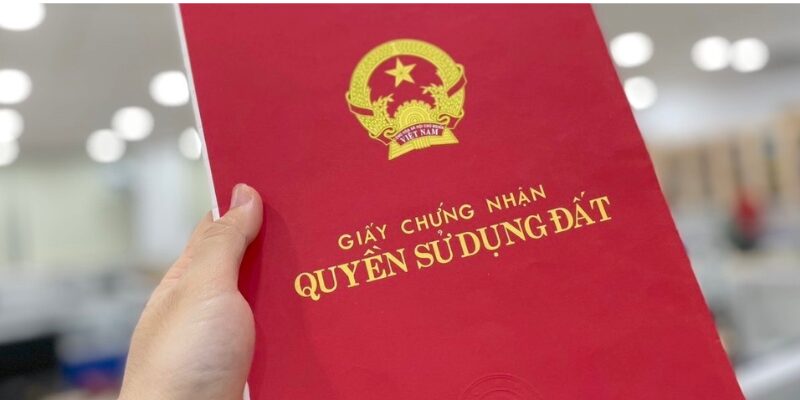 VIỆT NAM
GIẤY CHỨNG NHẬN
QUYỀN SỬ DỤNG ĐẤT